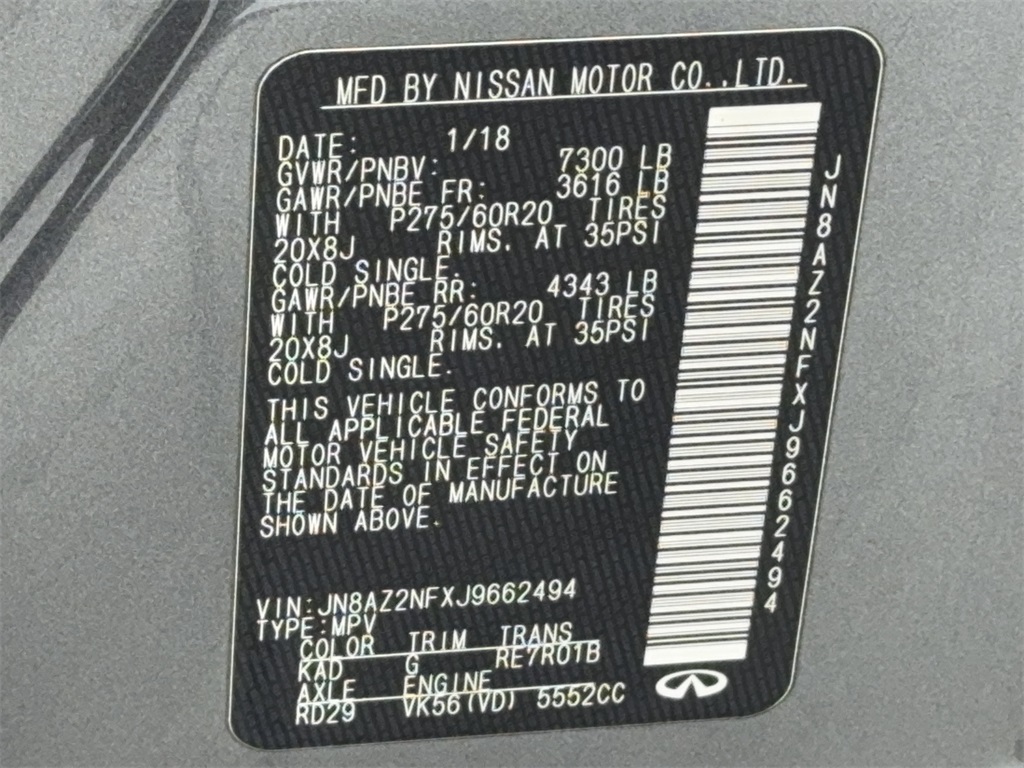 MFD BY NISSAN MOTOR CO.,LTD.
DATE: 1/18
GVWR/PNBV: 7300 LB
GAWR/PNBE FR: 3616 LB
WITH P275/60R20 TIRES
20X8J RIMS. AT 35PSI
COLD SINGLE.
GAWR/PNBE RR: 4343 LB
WITH P275/60R20 TIRES
20X8J RIMS. AT 35PSI
COLD SINGLE.
THIS VEHICLE CONFORMS TO
ALL APPLICABLE FEDERAL
MOTOR VEHICLE SAFETY
STANDARDS IN EFFECT ON
THE DATE OF MANUFACTURE
SHOWN ABOVE.
VIN:JN8AZ2NFXJ9662494
TYPE:MPV
COLOR TRIM TRANS
KAD G RE7R01B
AXLE ENGINE
RD29 VK56(VD) 5552CC
JN8AZ2NFXJ9662494